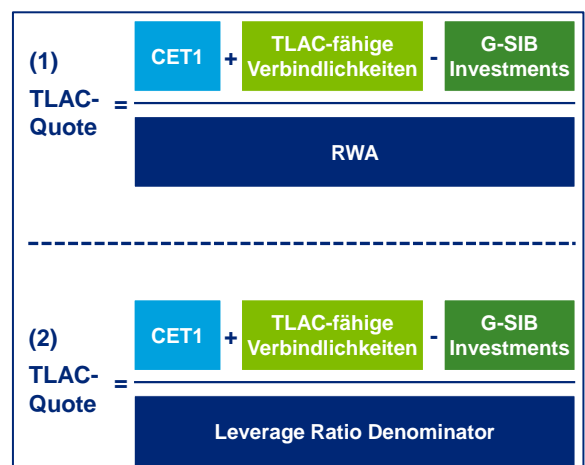 (1)
TLAC-
Quote
=
CET1
+
TLAC-fähige
Verbindlichkeiten
-
G-SIB
Investments
RWA
(2)
TLAC-
Quote
=
CET1
+
TLAC-fähige
Verbindlichkeiten
-
G-SIB
Investments
Leverage Ratio Denominator